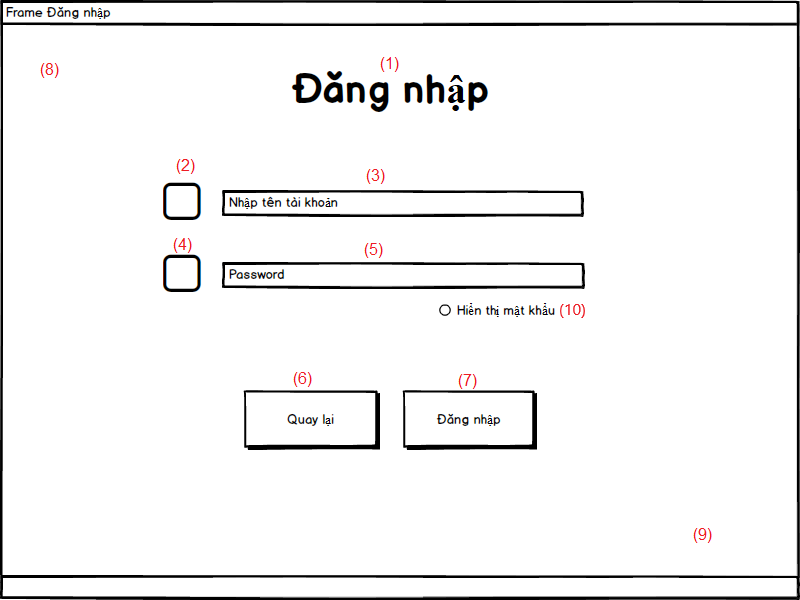 Frame Đăng nhập
(8)
(1)
Đăng nhập
(2)
(3)
Nhập tên tài khoản
(4)
(5)
Password
Hiển thị mật khẩu (10)
(6)
(7)
Quay lại
Đăng nhập
(9)